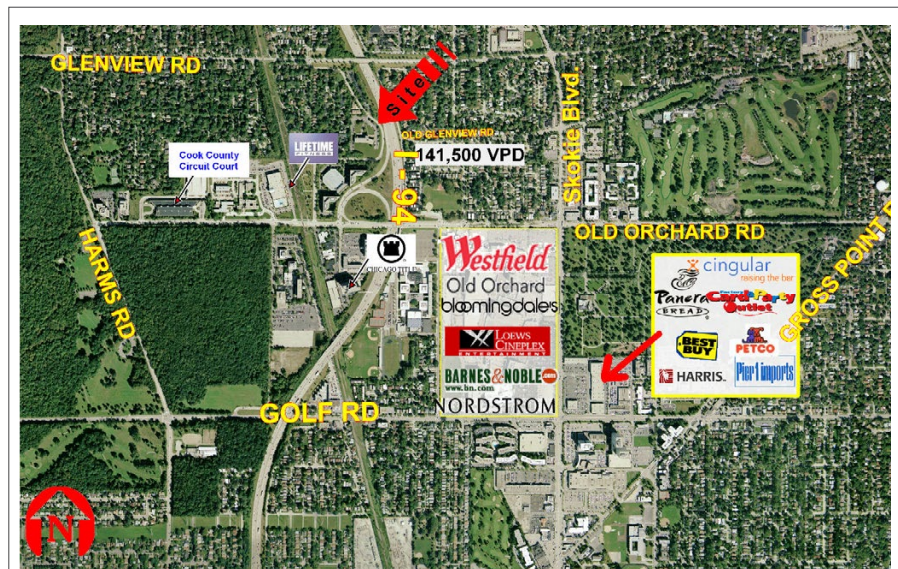 GLENVIEW RD
Site
OLD GLENVIEW RD
141,500 VPD
I - 94
Skokie Blvd.
LIFETIME
FITNESS
Cook County
Circuit Court
HARMS RD
OLD ORCHARD RD
GROSS POINT R
CHICAGO TITLE
Westfield
Old Orchard
bloomingdale's
LOEWS
CINEPLEX
ENTERTAINMENT
BARNES&NOBLE
www.bn.com
NORDSTROM
cingular
raising the bar
Panera
BREAD
Factory
Card & Party
Outlet
BEST
BUY
PETCO
HARRIS
Pier 1 imports
GOLF RD
N